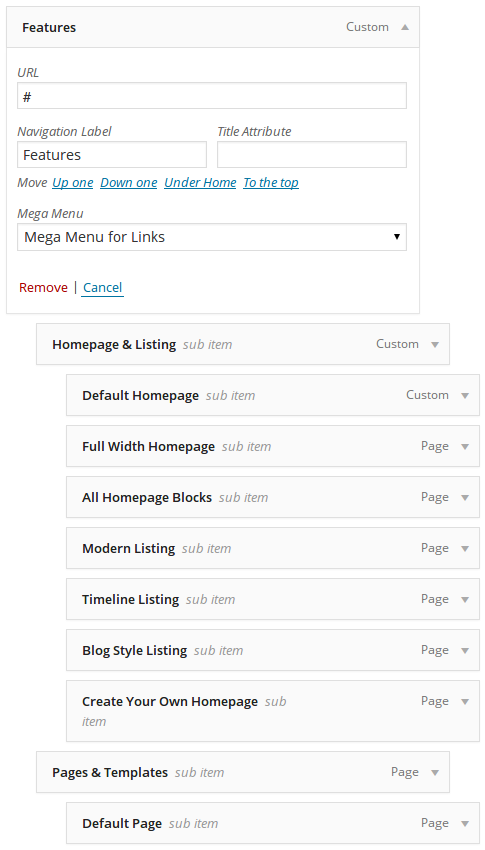 Features Custom
URL
#
Navigation Label Title Attribute
Features
Move Up one Down one Under Home To the top
Mega Menu
Mega Menu for Links
Remove | Cancel
Homepage & Listing sub item Custom
Default Homepage sub item Custom
Full Width Homepage sub item Page
All Homepage Blocks sub item Page
Modern Listing sub item Page
Timeline Listing sub item Page
Blog Style Listing sub item Page
Create Your Own Homepage sub Page
item
Pages & Templates sub item Page
Default Page sub item Page